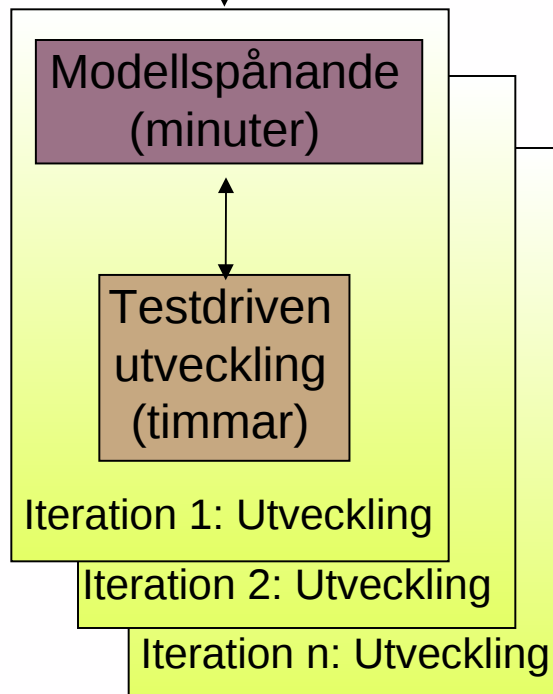 Modellspånande
(minuter)
Testdriven
utveckling
(timmar)
Iteration 1: Utveckling
Iteration 2: Utveckling
Iteration n: Utveckling